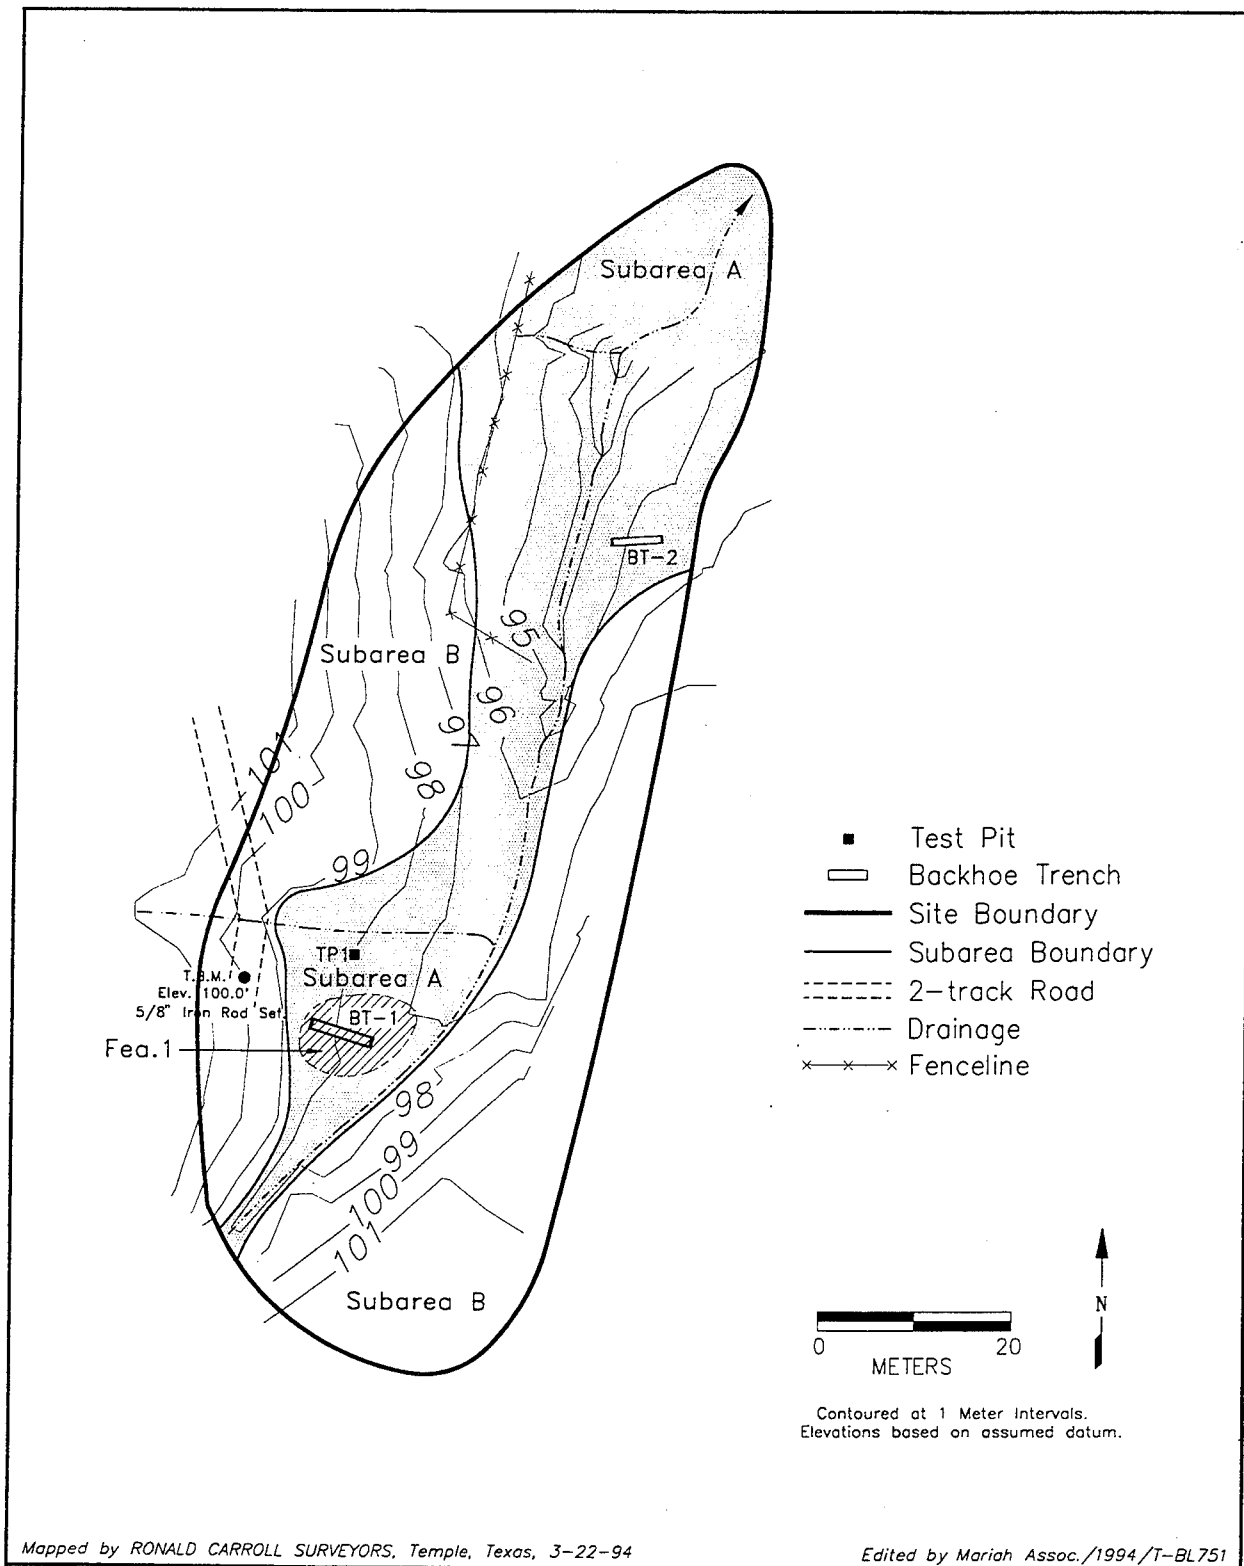 Subarea A
BT-2
95
Subarea B
96
97
101
98
100
99
TP1
Subarea A
T.B.M.
Elev. 100.0'
5/8" Iron Rod Set.
BT-1
Fea.1
98
99
100
101
Subarea B
Test Pit
Backhoe Trench
Site Boundary
Subarea Boundary
2-track Road
Drainage
Fenceline
N
0 20
METERS
Contoured at 1 Meter Intervals.
Elevations based on assumed datum.
Mapped by RONALD CARROLL SURVEYORS, Temple, Texas, 3-22-94
Edited by Mariah Assoc./1994/T-BL751